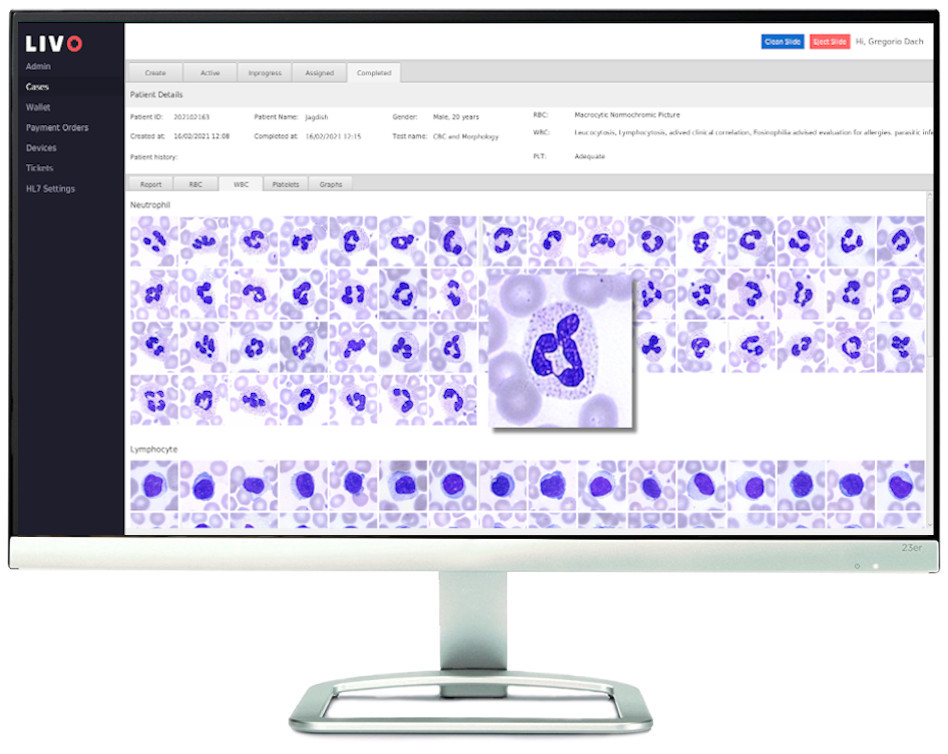 LIVO
Clean Slide Eject Slide Hi, Gregorio Dach
Admin
Cases
Wallet
Payment Orders
Devices
Tickets
HL7 Settings
Create Active Inprogress Assigned Completed
Patient Details
Patient ID: 202102163 Patient Name: Jagdish Gender: Male, 20 years RBC: Macrocytic Normochromic Picture
Created at: 16/02/2021 12:08 Completed at: 16/02/2021 12:15 Test name: CBC and Morphology WBC: Leucocytosis, Lymphocytosis, adived clinical correlation, Eosinophilia advised evaluation for allergies. parasitic infe
Patient history: PLT: Adequate
Report RBC WBC Platelets Graphs
Neutrophil
Lymphocyte
23er